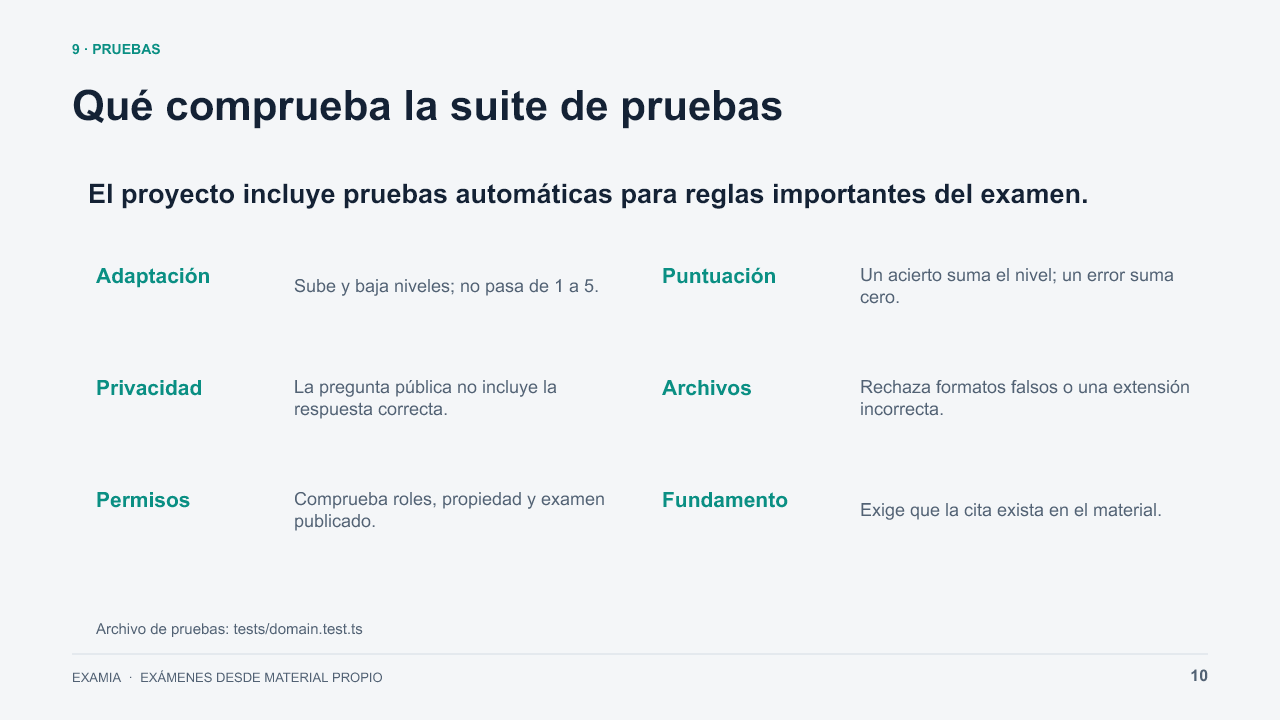 9 · PRUEBAS
Qué comprueba la suite de pruebas
El proyecto incluye pruebas automáticas para reglas importantes del examen.
Adaptación
Sube y baja niveles; no pasa de 1 a 5.
Puntuación
Un acierto suma el nivel; un error suma
cero.
Privacidad
La pregunta pública no incluye la
respuesta correcta.
Archivos
Rechaza formatos falsos o una extensión
incorrecta.
Permisos
Comprueba roles, propiedad y examen
publicado.
Fundamento
Exige que la cita exista en el material.
Archivo de pruebas: tests/domain.test.ts
EXAMIA · EXÁMENES DESDE MATERIAL PROPIO
10